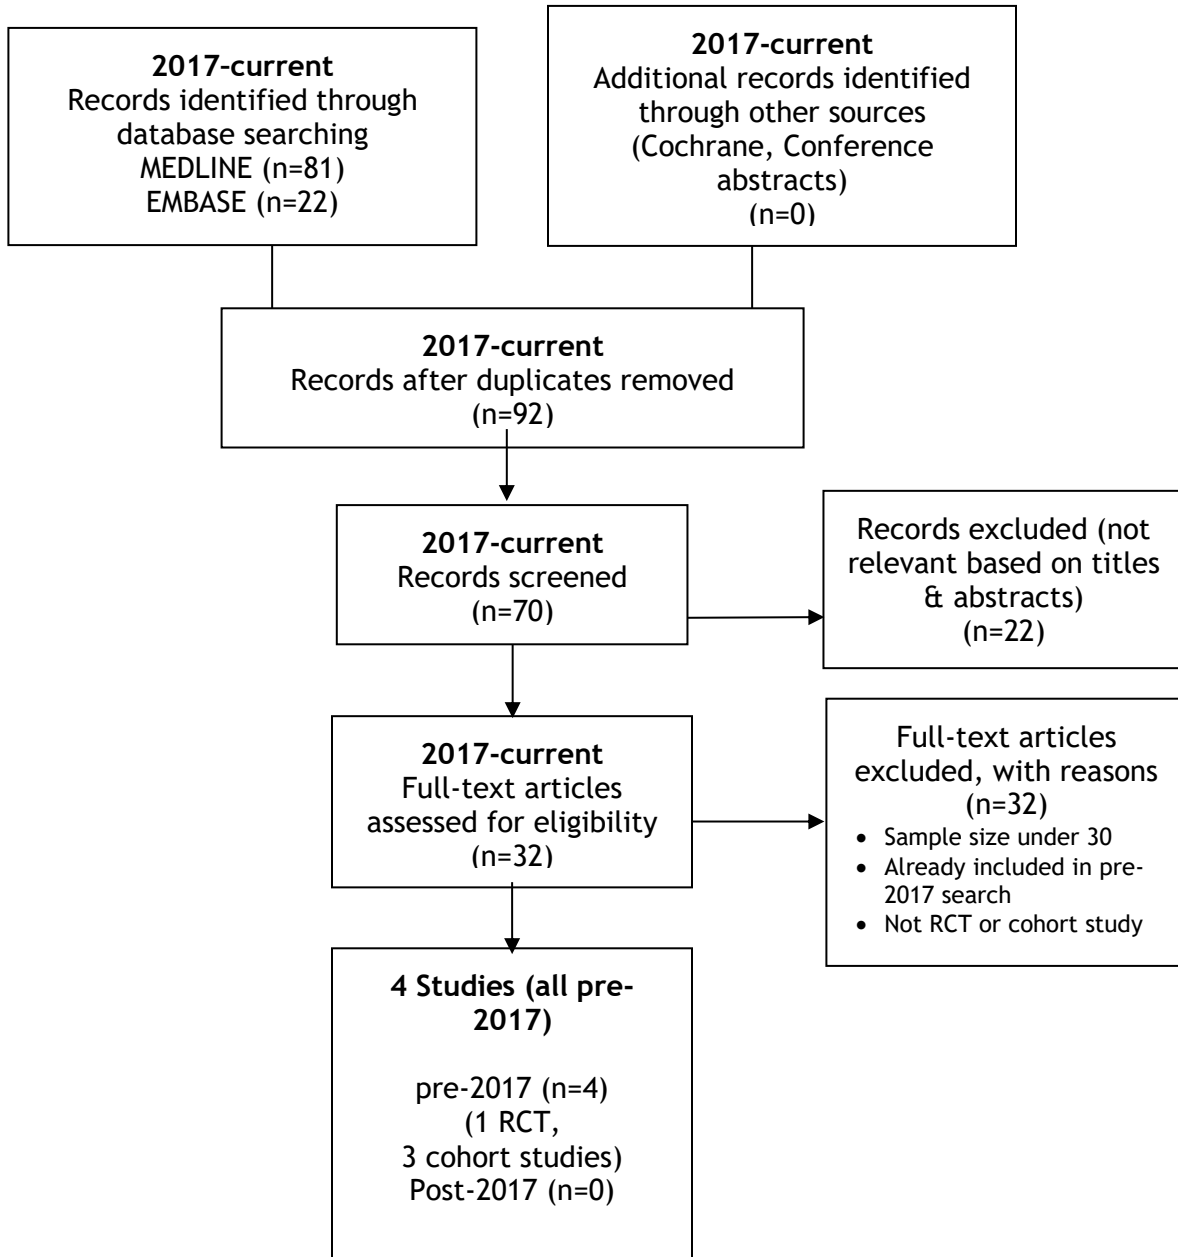 2017-current
Records identified through
database searching
MEDLINE (n=81)
EMBASE (n=22)
2017-current
Additional records identified
through other sources
(Cochrane, Conference
abstracts)
(n=0)
2017-current
Records after duplicates removed
(n=92)
2017-current
Records screened
(n=70)
Records excluded (not
relevant based on titles
& abstracts)
(n=22)
2017-current
Full-text articles
assessed for eligibility
(n=32)
Full-text articles
excluded, with reasons
(n=32)
• Sample size under 30
• Already included in pre-
2017 search
• Not RCT or cohort study
4 Studies (all pre-
2017)
pre-2017 (n=4)
(1 RCT,
3 cohort studies)
Post-2017 (n=0)